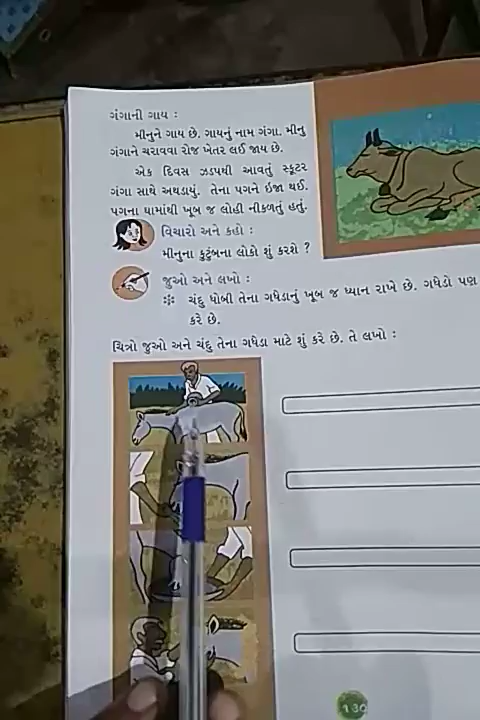 ગંગાની ગાય :
મીનુને ગાય છે. ગાયનું નામ ગંગા. મીનુ
ગંગાને ચરાવવા રોજ ખેતર લઈ જાય છે.
એક દિવસ ઝડપથી આવતું સ્કૂટર
ગંગા સાથે અથડાયું. તેના પગને ઇજા થઈ.
પગના ઘામાંથી ખૂબ જ લોહી નીકળતું હતું.
વિચારો અને કહો :
મીનુના કુટુંબના લોકો શું કરશે ?
જુઓ અને લખો :
ચંદુ ધોબી તેના ગધેડાનું ખૂબ જ ધ્યાન રાખે છે. ગધેડો પણ
કરે છે.
ચિત્રો જુઓ અને ચંદુ તેના ગધેડા માટે શું કરે છે. તે લખો :
130